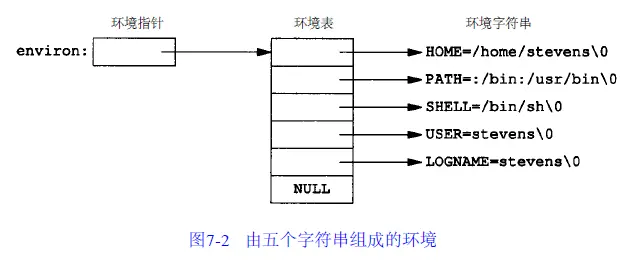 环境指针 环境表 环境字符串
environ: HOME=/home/stevens\0
PATH=:/bin:/usr/bin\0
SHELL=/bin/sh\0
USER=stevens\0
LOGNAME=stevens\0
NULL
图7-2 由五个字符串组成的环境